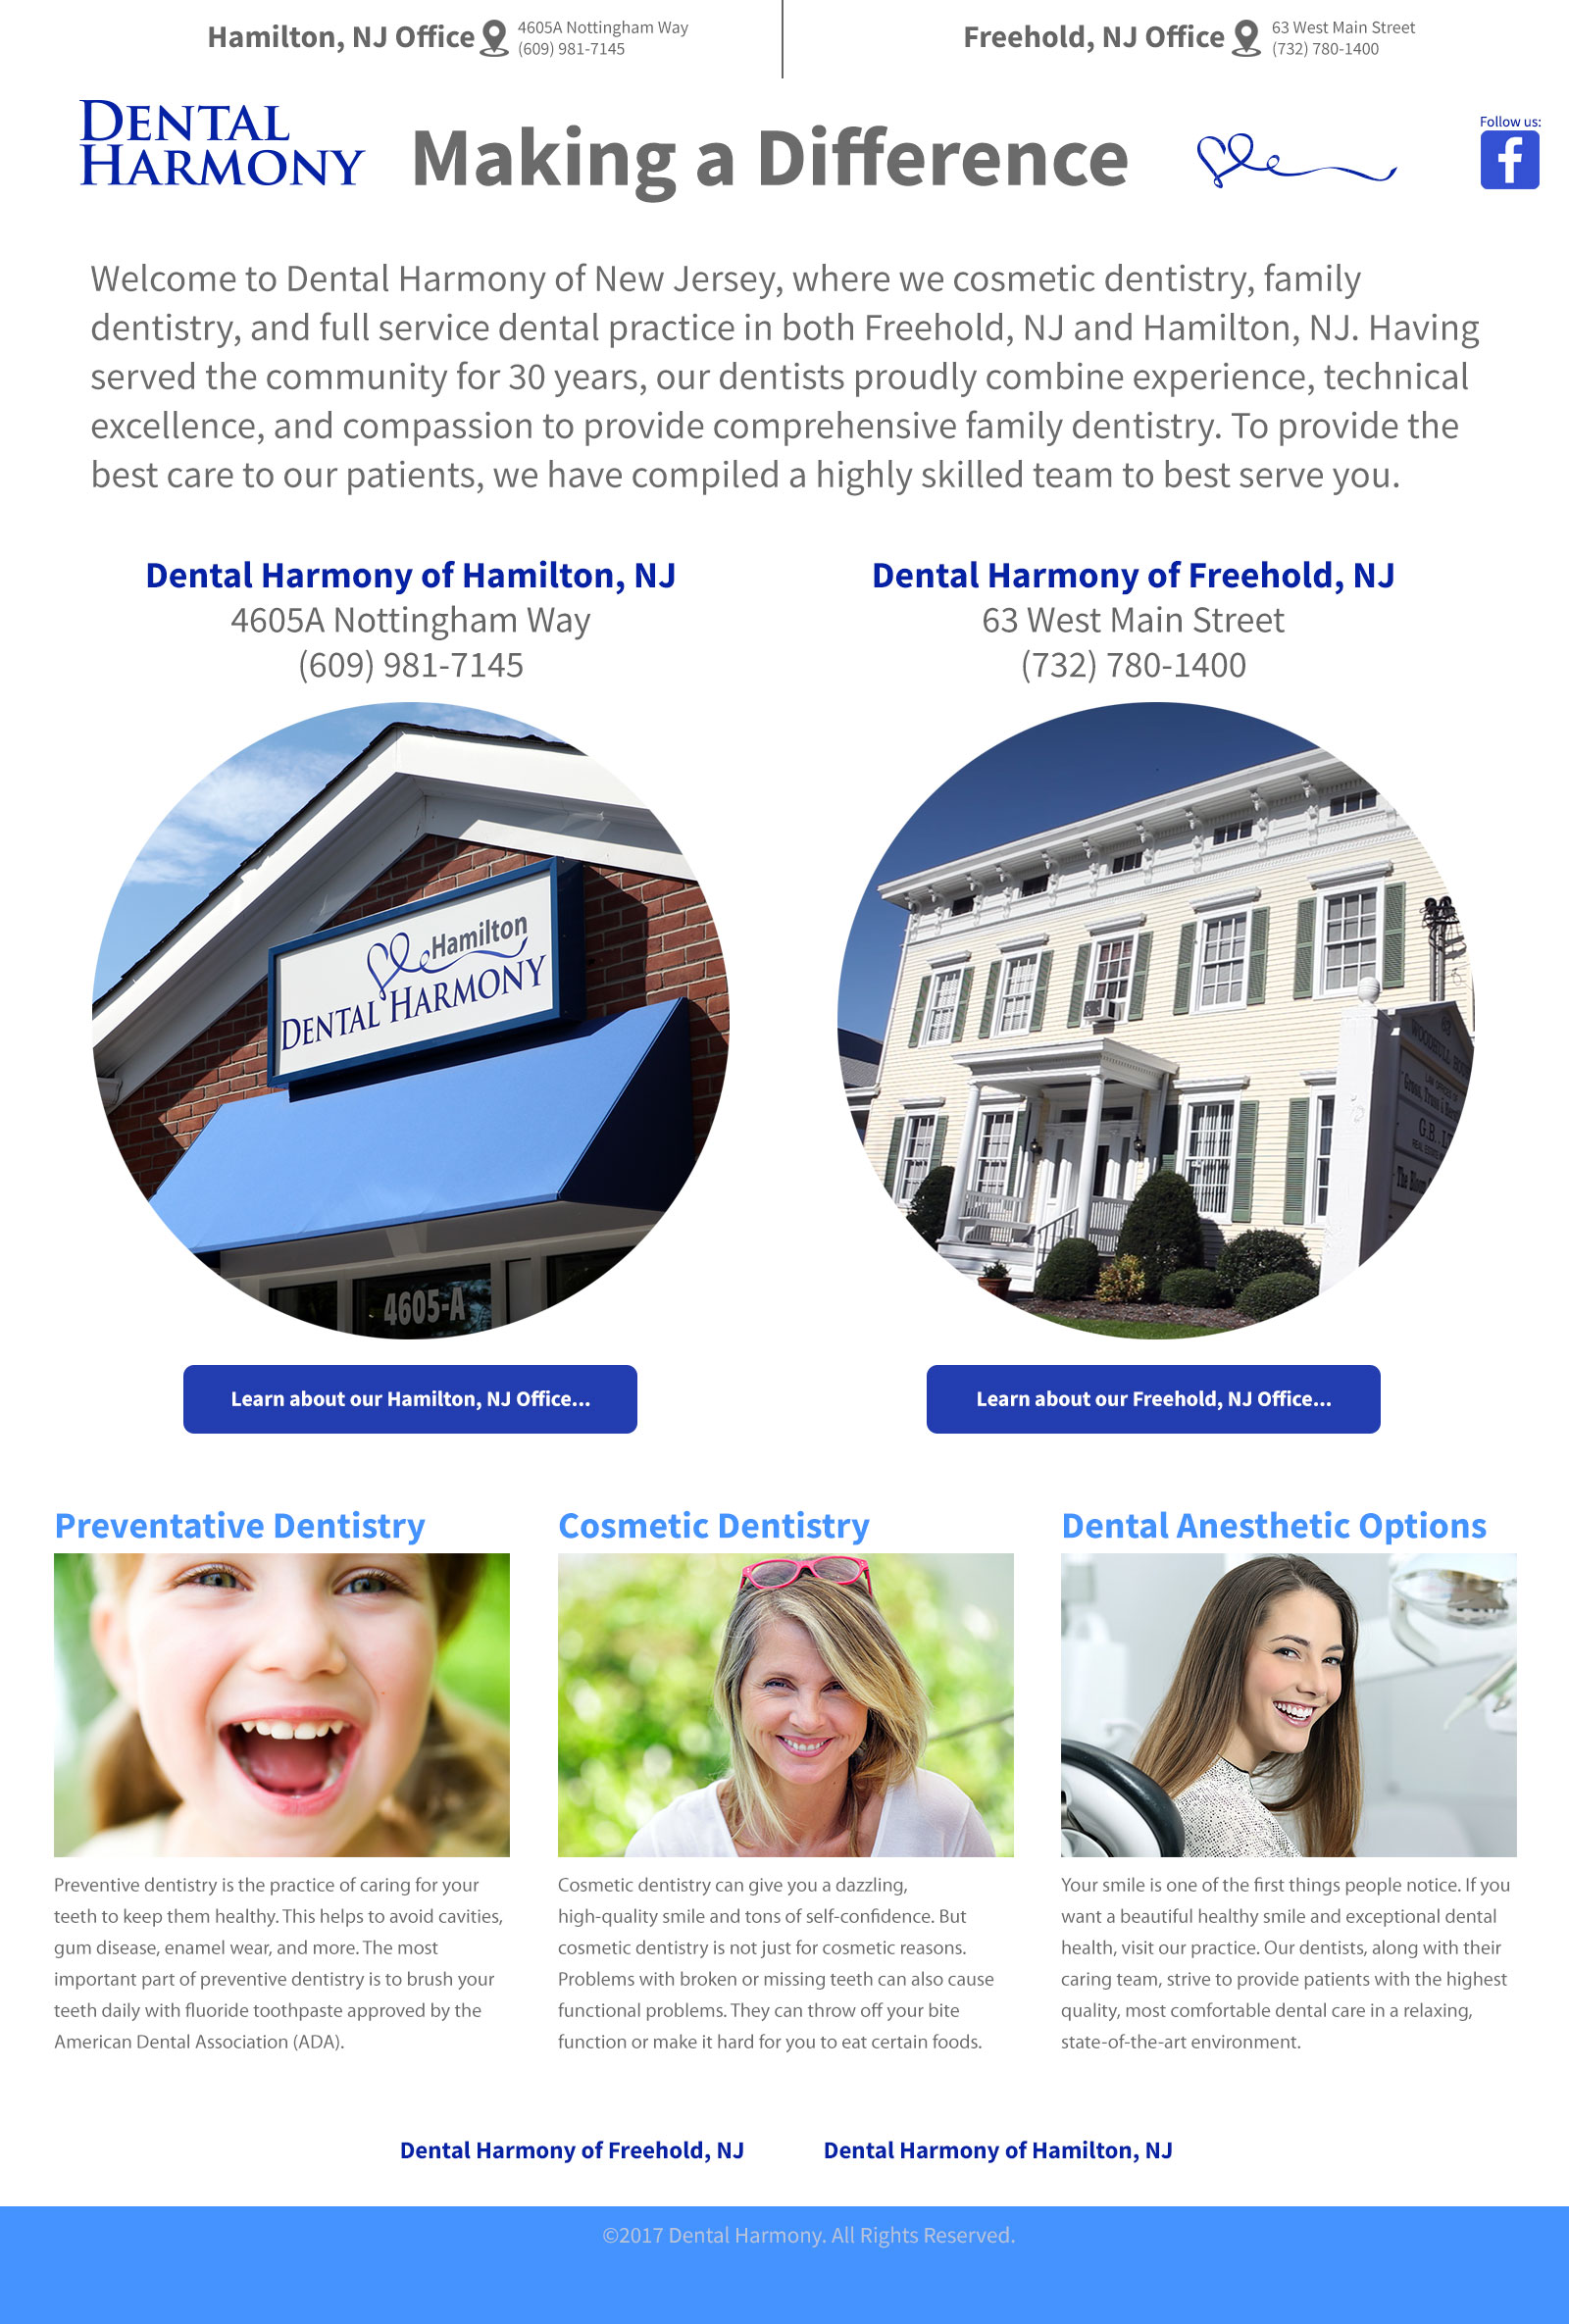 Hamilton, NJ Office
4605A Nottingham Way
(609) 981-7145
Freehold, NJ Office
63 West Main Street
(732) 780-1400
DENTAL
HARMONY
Making a Difference
Follow us:
Welcome to Dental Harmony of New Jersey, where we cosmetic dentistry, family
dentistry, and full service dental practice in both Freehold, NJ and Hamilton, NJ. Having
served the community for 30 years, our dentists proudly combine experience, technical
excellence, and compassion to provide comprehensive family dentistry. To provide the
best care to our patients, we have compiled a highly skilled team to best serve you.
Dental Harmony of Hamilton, NJ
4605A Nottingham Way
(609) 981-7145
Dental Harmony of Freehold, NJ
63 West Main Street
(732) 780-1400
Hamilton
DENTAL HARMONY
4605-A
WOODHULL
LAW OFFICES OF
G.B.
REAL ESTATE
The
Learn about our Hamilton, NJ Office...
Learn about our Freehold, NJ Office...
Preventative Dentistry
Preventive dentistry is the practice of caring for your
teeth to keep them healthy. This helps to avoid cavities,
gum disease, enamel wear, and more. The most
important part of preventive dentistry is to brush your
teeth daily with fluoride toothpaste approved by the
American Dental Association (ADA).
Cosmetic Dentistry
Cosmetic dentistry can give you a dazzling,
high-quality smile and tons of self-confidence. But
cosmetic dentistry is not just for cosmetic reasons.
Problems with broken or missing teeth can also cause
functional problems. They can throw off your bite
function or make it hard for you to eat certain foods.
Dental Anesthetic Options
Your smile is one of the first things people notice. If you
want a beautiful healthy smile and exceptional dental
health, visit our practice. Our dentists, along with their
caring team, strive to provide patients with the highest
quality, most comfortable dental care in a relaxing,
state-of-the-art environment.
Dental Harmony of Freehold, NJ
Dental Harmony of Hamilton, NJ
©2017 Dental Harmony. All Rights Reserved.